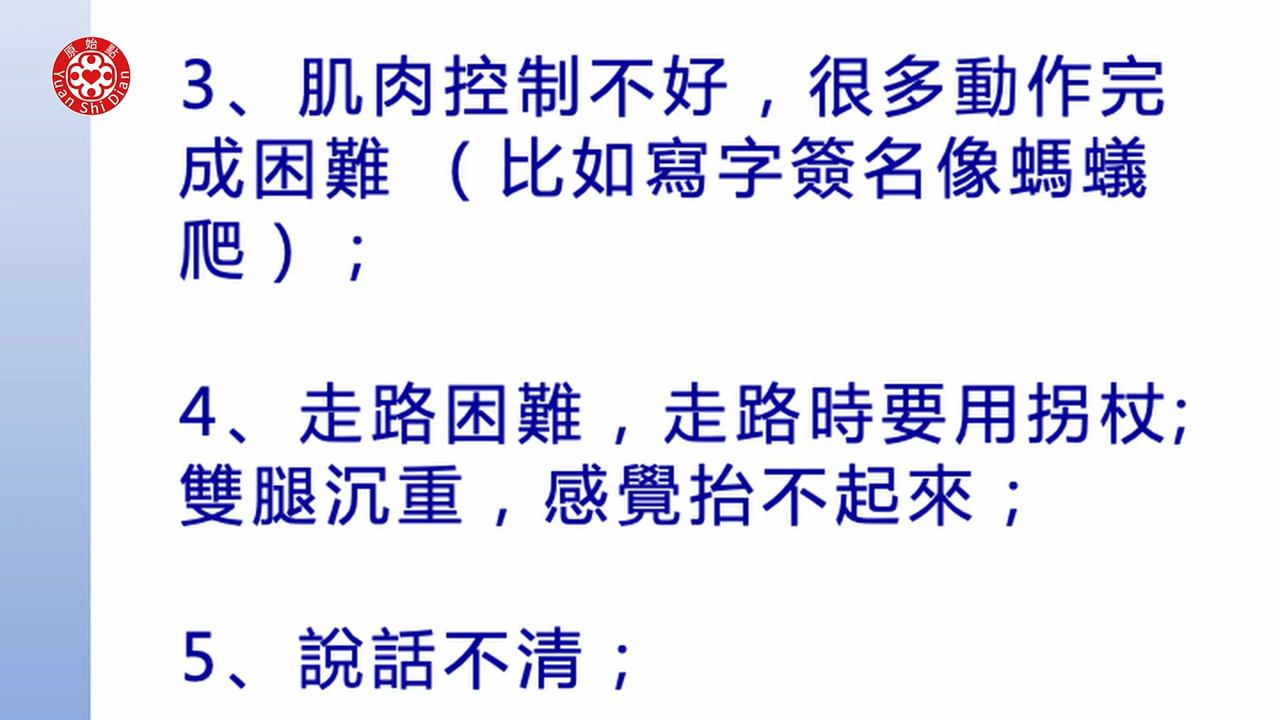 原始點
Yuan Shi Dian
3、肌肉控制不好，很多動作完
成困難 （比如寫字簽名像螞蟻
爬）；
4、走路困難，走路時要用拐杖;
雙腿沉重，感覺抬不起來；
5、說話不清；